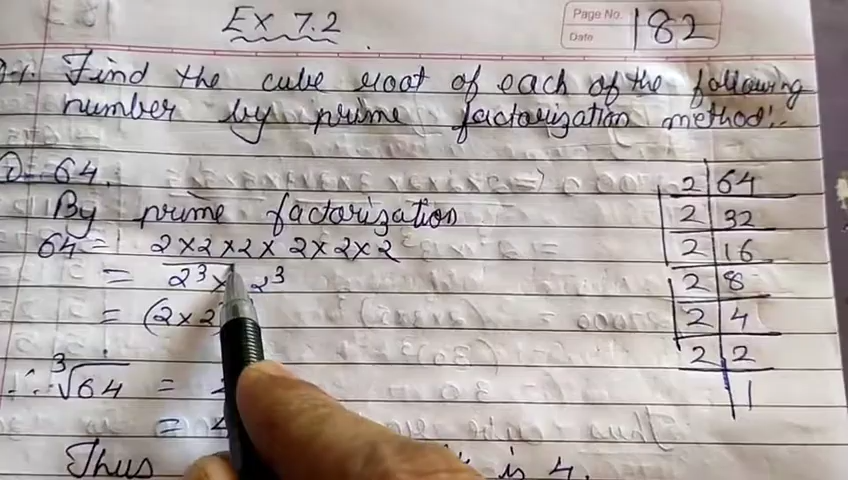 Ex 7.2
Page No. 182
Date
Find the cube root of each of the following
number by prime factorization method:-
64.
By prime factorization
64 = 2×2×2× 2×2×2
= 2³ × 2³
= (2×2
∴ ³√64 =
= 4
Thus is 4.
2 64
2 32
2 16
2 8
2 4
2 2
1